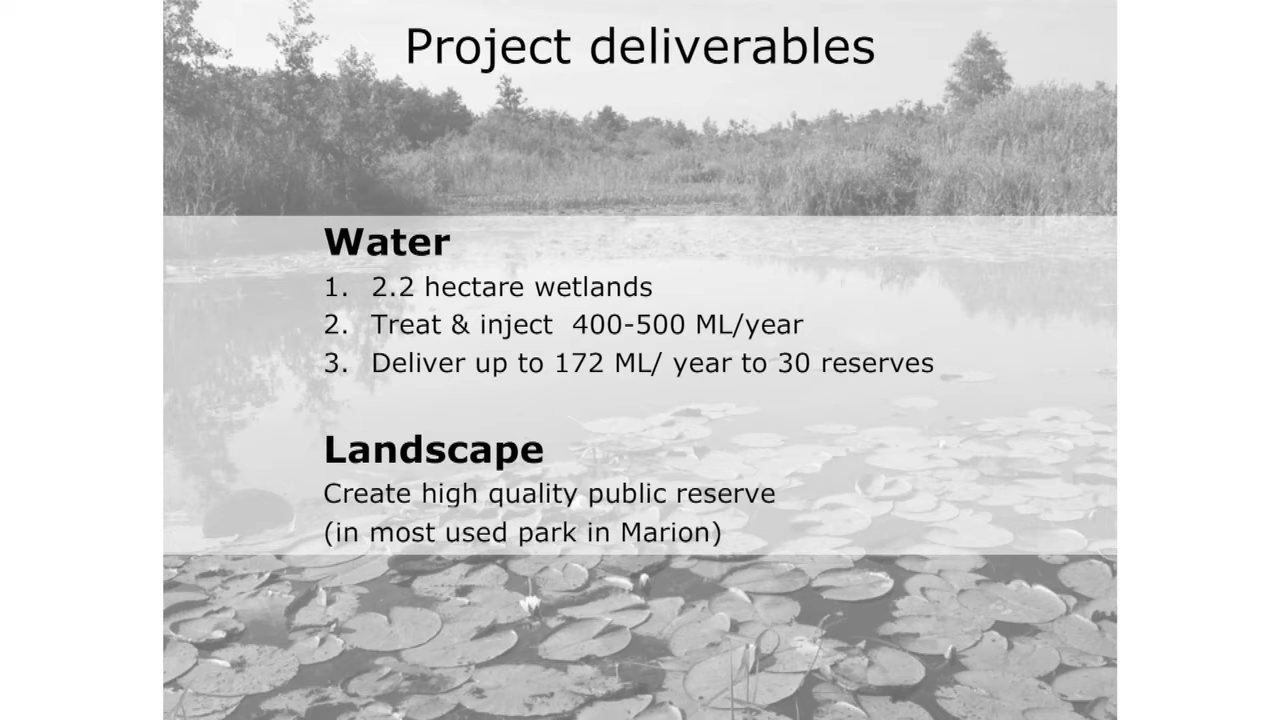 Project deliverables
Water
1. 2.2 hectare wetlands
2. Treat & inject  400-500 ML/year
3. Deliver up to 172 ML/ year to 30 reserves
Landscape
Create high quality public reserve
(in most used park in Marion)